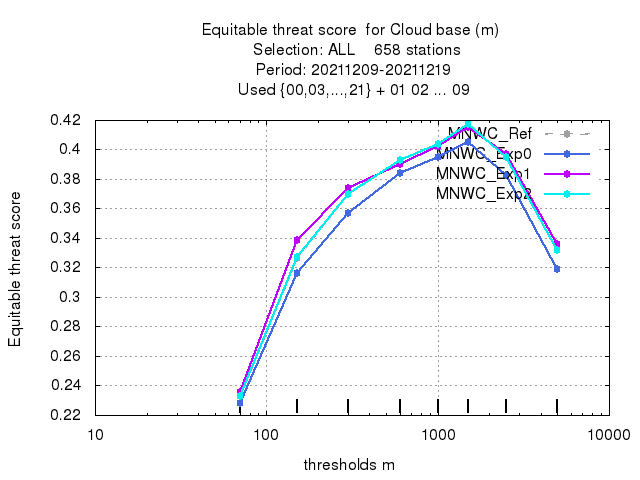 Equitable threat score  for Cloud base (m)
Selection: ALL    658 stations
Period: 20211209-20211219
Used {00,03,...,21} + 01 02 ... 09
0.42
0.4
0.38
0.36
0.34
0.32
0.3
0.28
0.26
0.24
0.22
Equitable threat score
MNWC_Ref
MNWC_Exp0
MNWC_Exp1
MNWC_Exp2
10
100
1000
10000
thresholds m